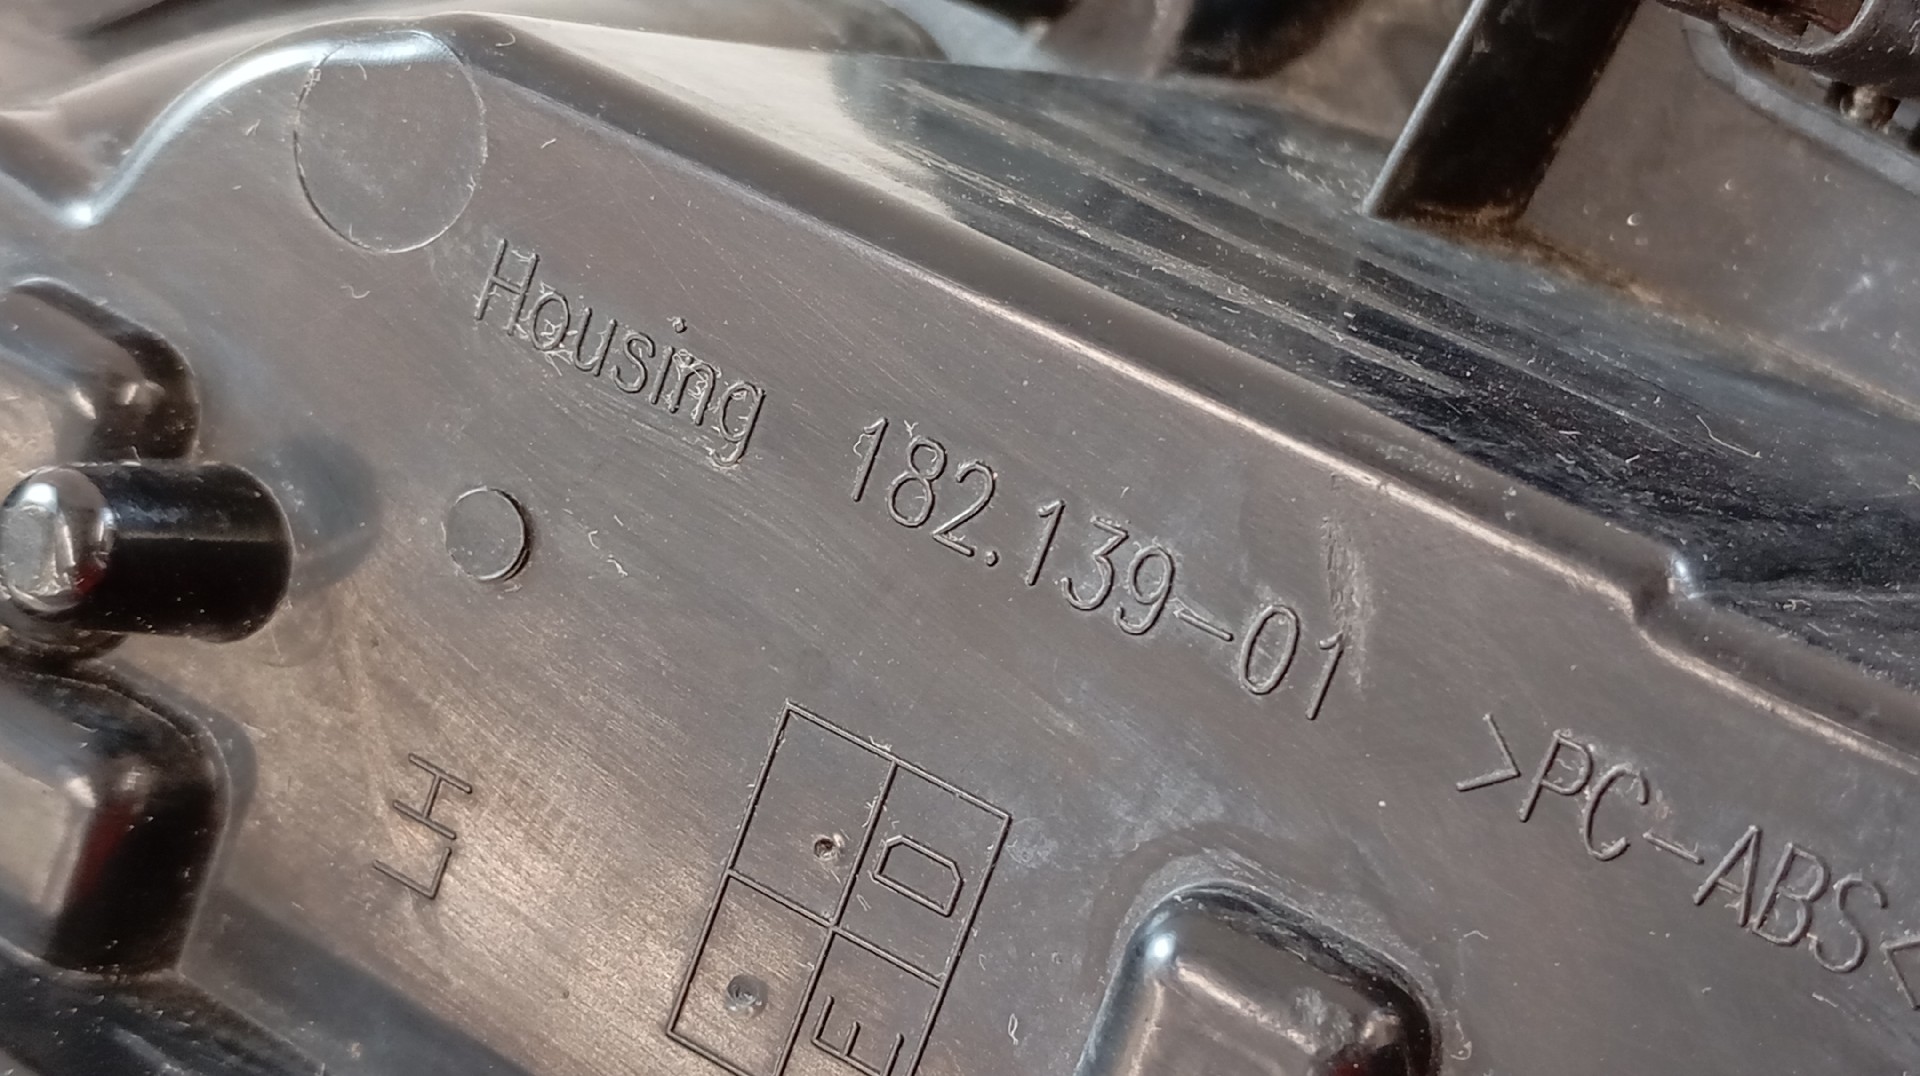 Housing 182.139-01
>PC-ABS<
LH
D
E